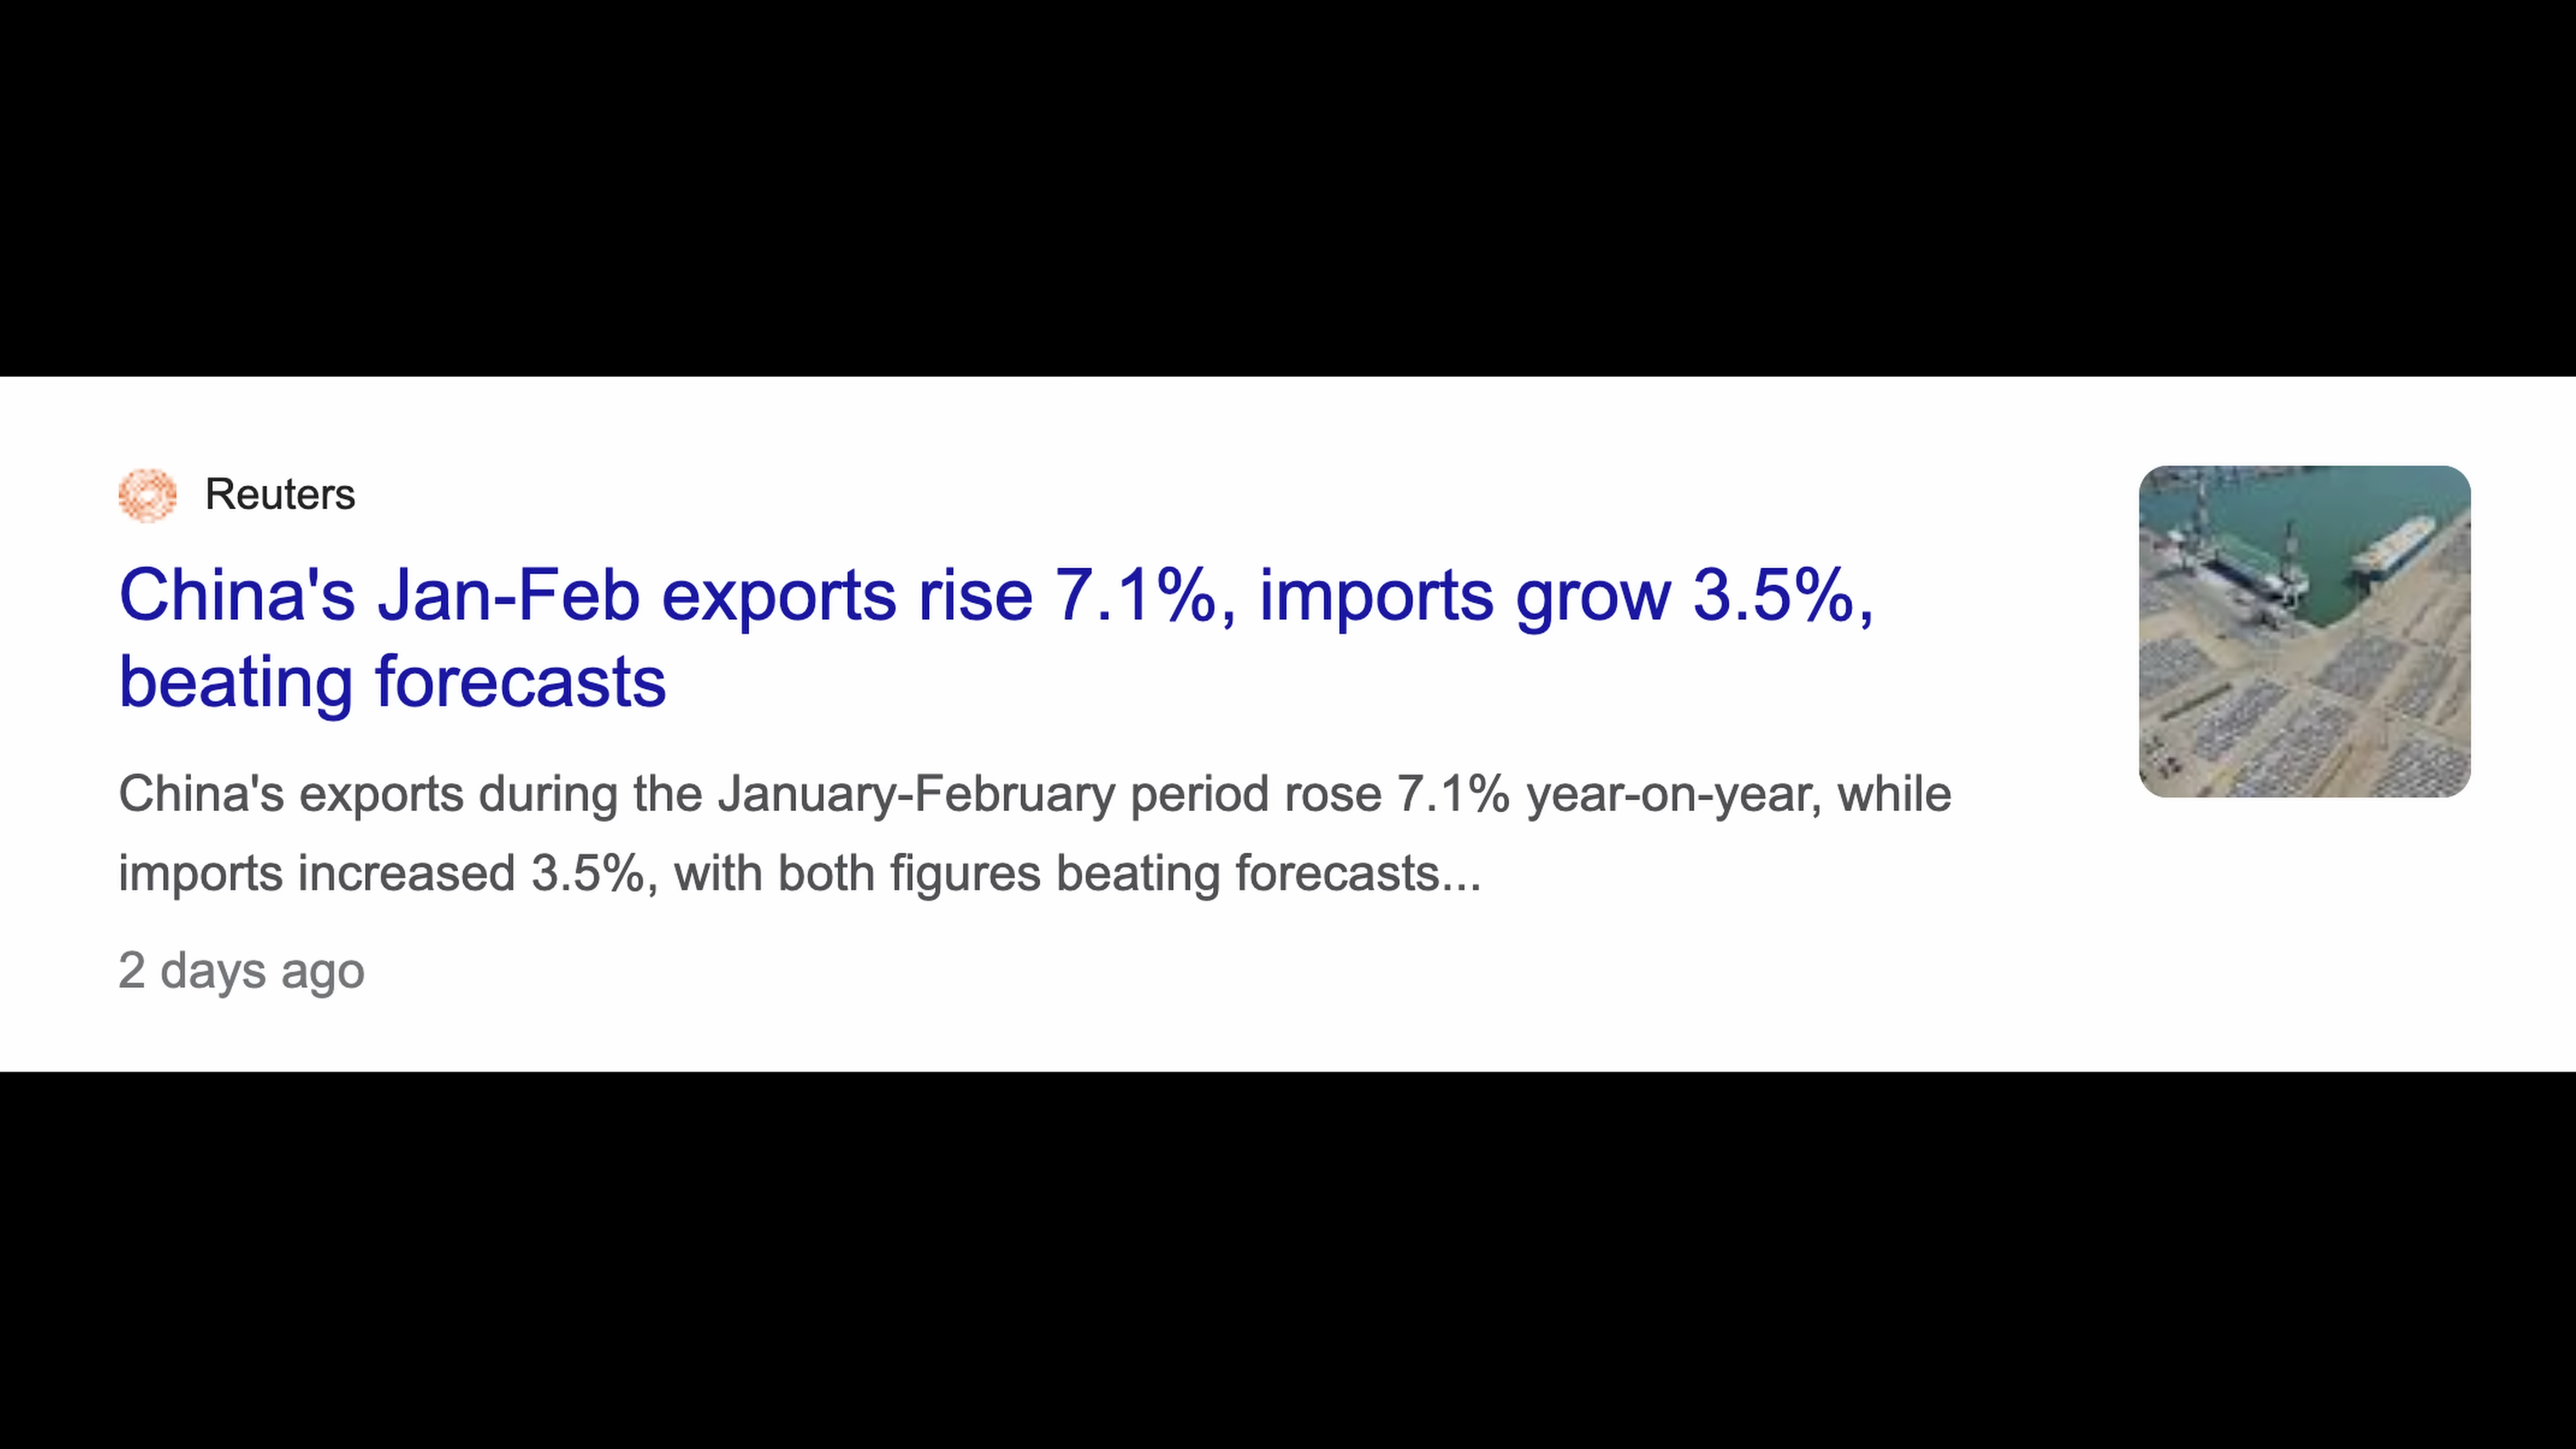 Reuters
China's Jan-Feb exports rise 7.1%, imports grow 3.5%,
beating forecasts
China's exports during the January-February period rose 7.1% year-on-year, while
imports increased 3.5%, with both figures beating forecasts...
2 days ago